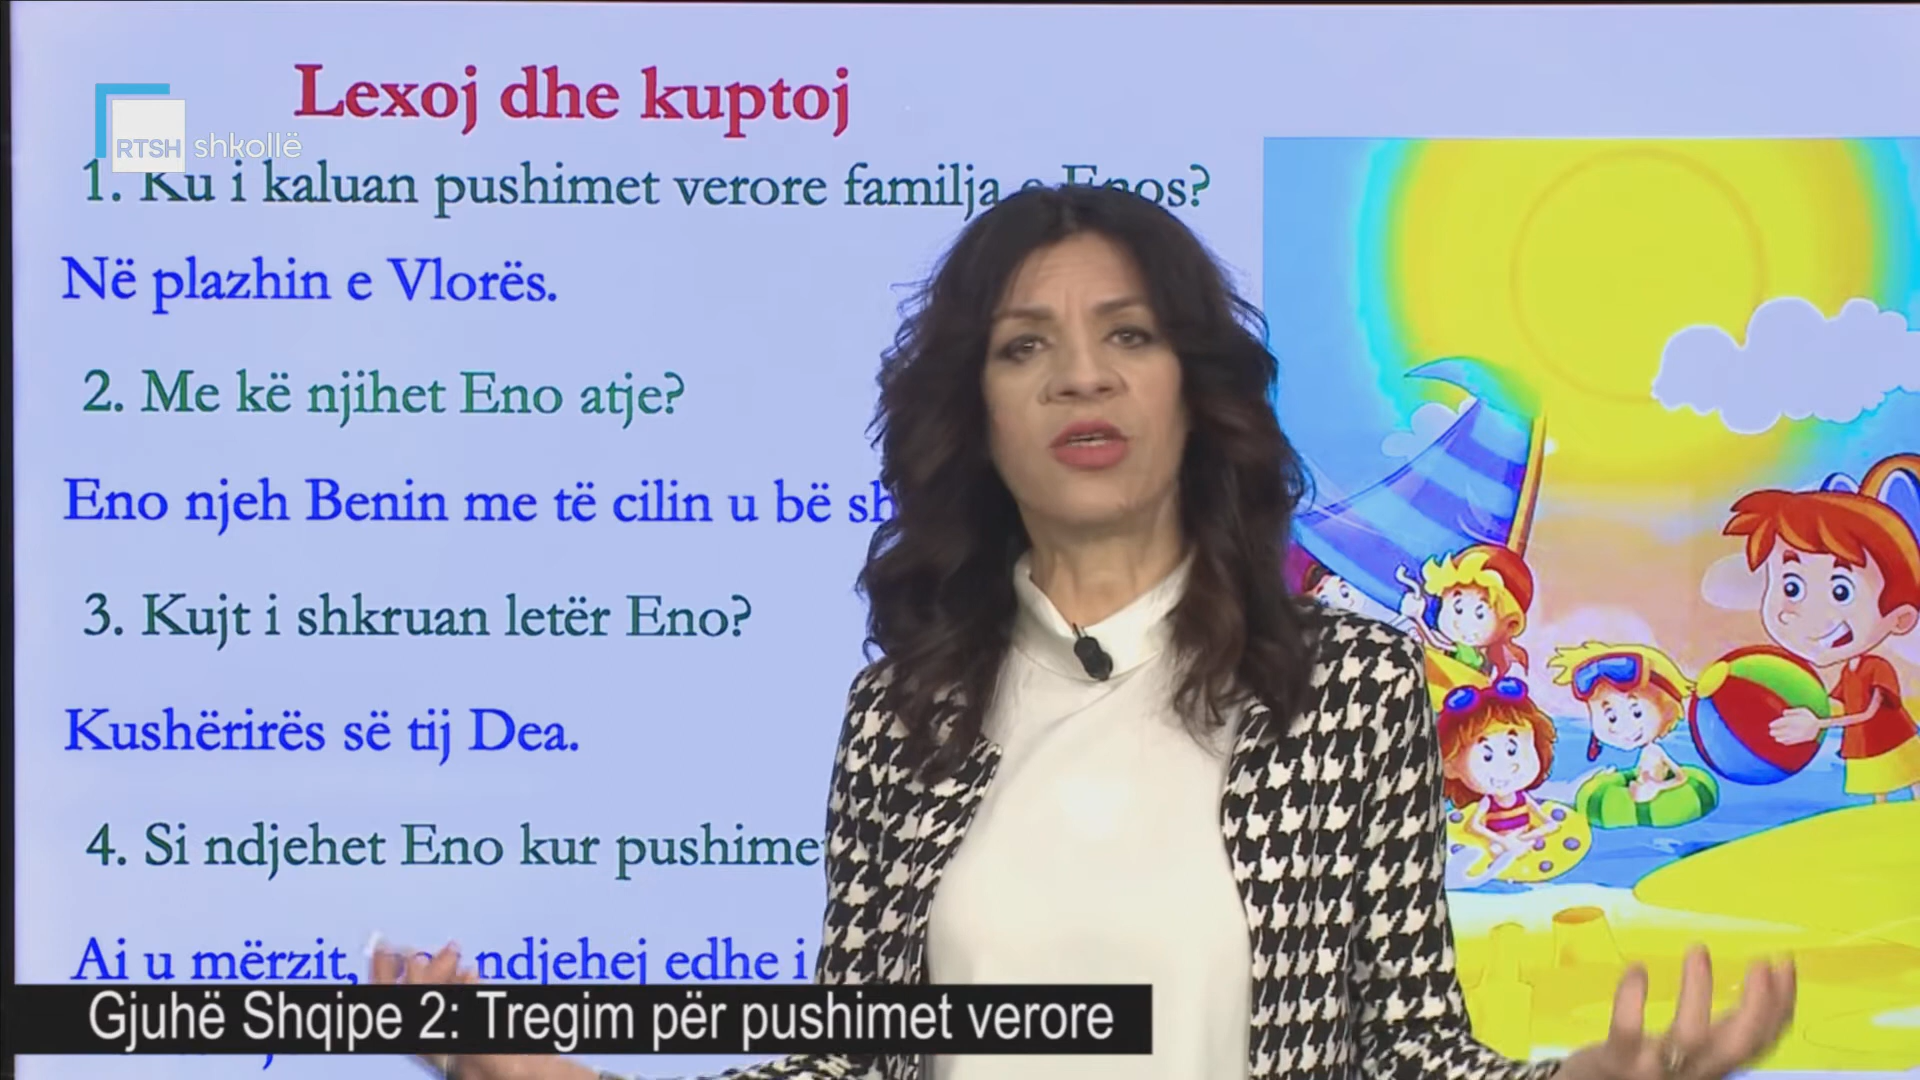 Lexoj dhe kuptoj
RTSH shkollë
1. Ku i kaluan pushimet verore familja e Enos?
Në plazhin e Vlorës.
2. Me kë njihet Eno atje?
Eno njeh Benin me të cilin u bë
3. Kujt i shkruan letër Eno?
Kushërirës së tij Dea.
4. Si ndjehet Eno kur
Ai u mërzit, ndjehej edhe i
Gjuhë Shqipe 2: Tregim për pushimet verore